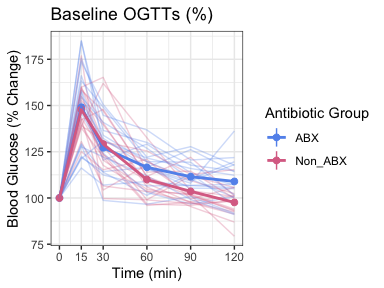 Baseline OGTTs (%)
Blood Glucose (% Change)
175
150
125
100
75
0 15 30 60 90 120
Time (min)
Antibiotic Group
ABX
Non_ABX